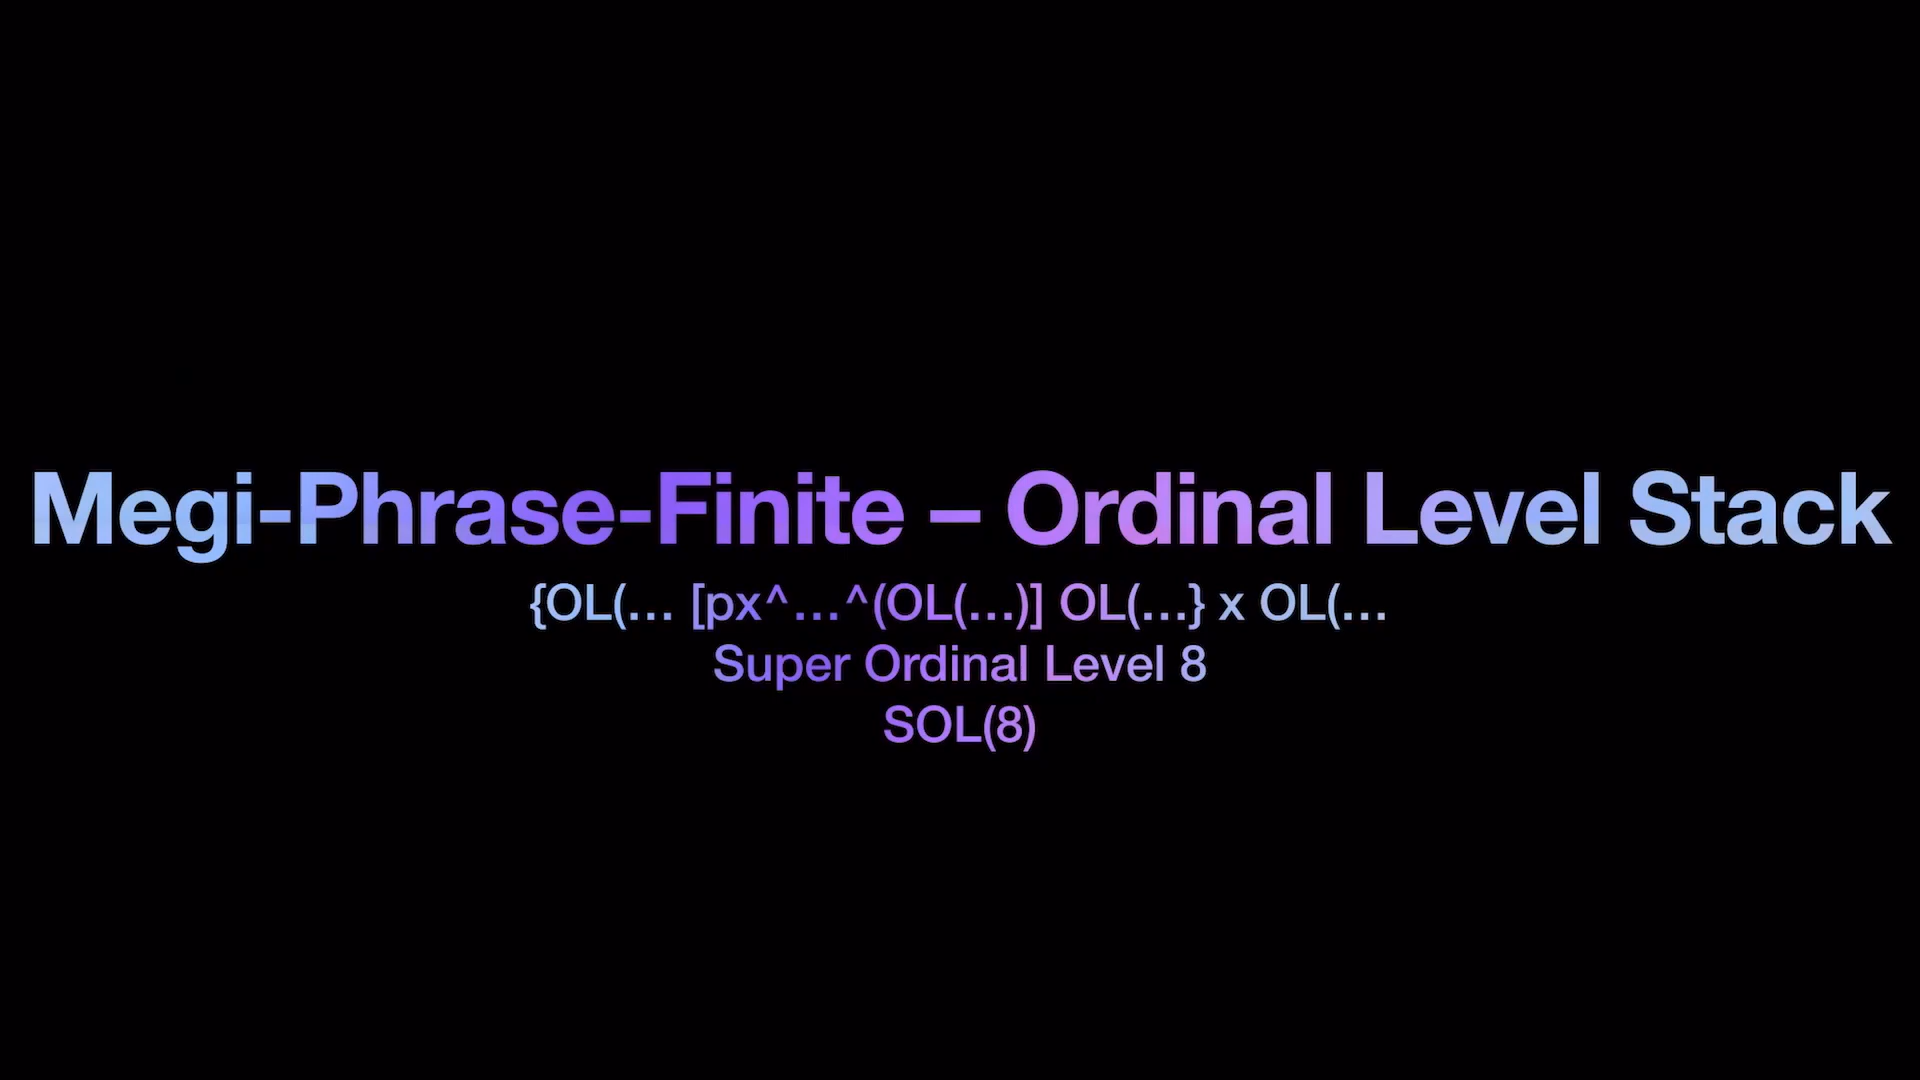 Megi-Phrase-Finite – Ordinal Level Stack
{OL(… [px^…^(OL(…)] OL(…} x OL(…
Super Ordinal Level 8
SOL(8)